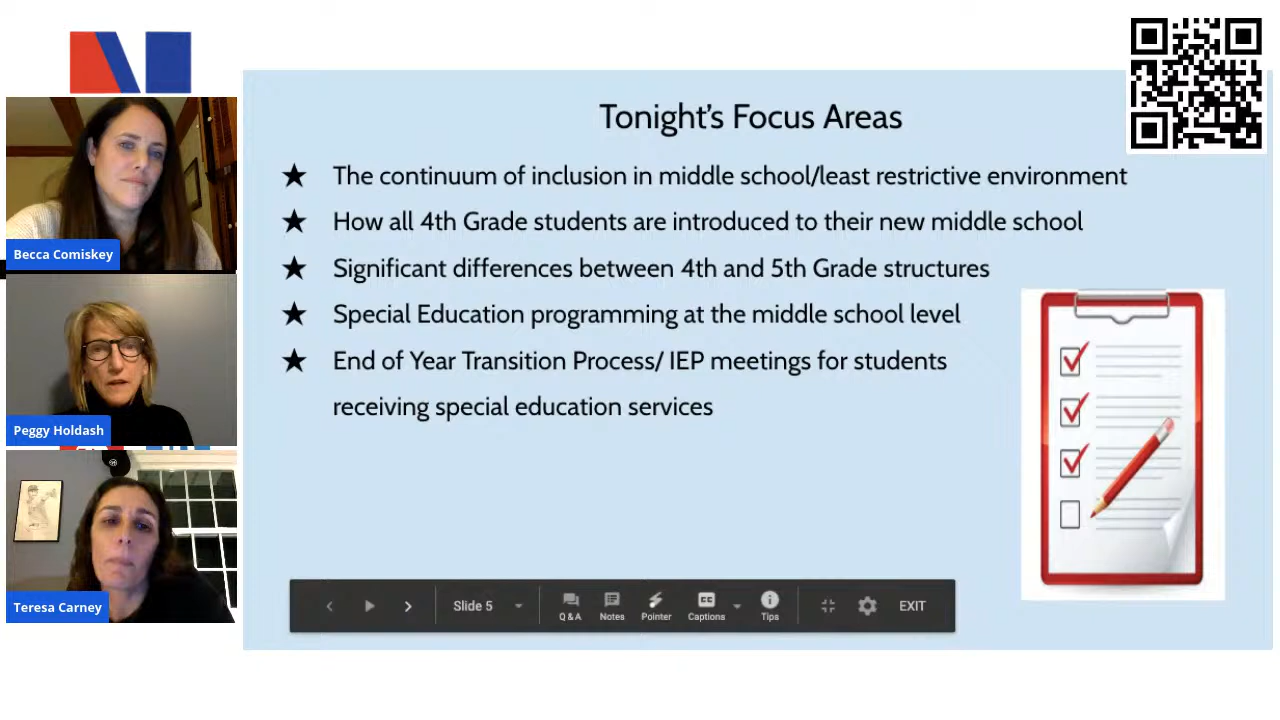 Becca Comiskey
Peggy Holdash
Teresa Carney
Tonight's Focus Areas
★ The continuum of inclusion in middle school/least restrictive environment
★ How all 4th Grade students are introduced to their new middle school
★ Significant differences between 4th and 5th Grade structures
★ Special Education programming at the middle school level
★ End of Year Transition Process/ IEP meetings for students
receiving special education services
Slide 5
Q & A
Notes
Pointer
CC
Captions
Tips
EXIT